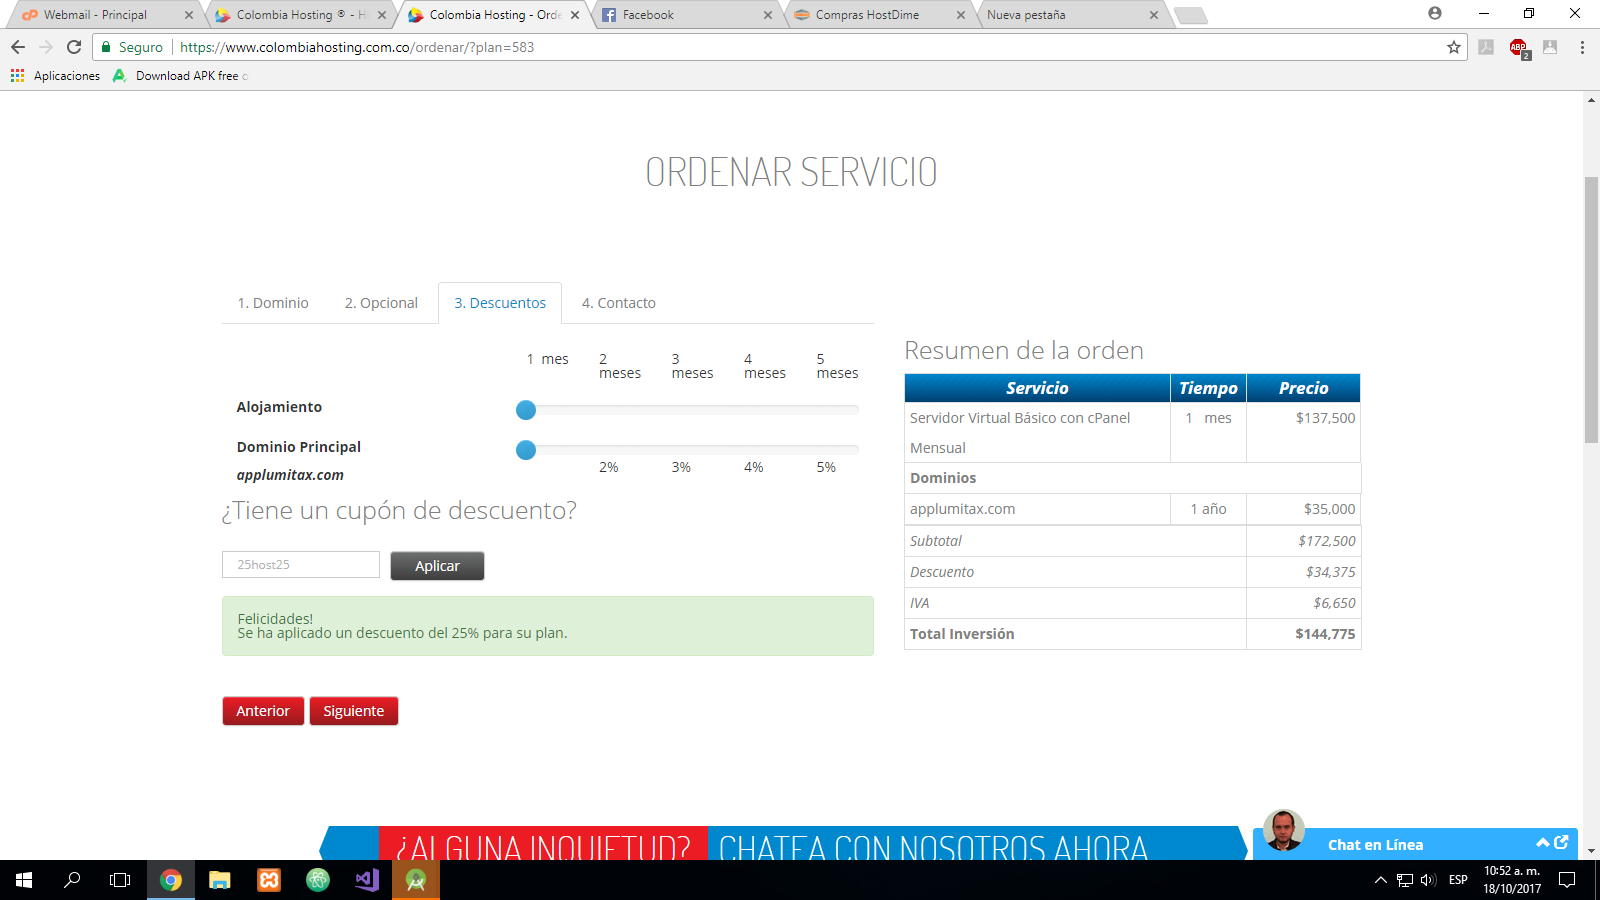 Webmail - Principal
Colombia Hosting ® - H
Colombia Hosting - Orde
Facebook
Compras HostDime
Nueva pestaña
Seguro
https://www.colombiahosting.com.co/ordenar/?plan=583
ABP
2
Aplicaciones
Download APK free
ORDENAR SERVICIO
1. Dominio
2. Opcional
3. Descuentos
4. Contacto
1 mes
2 meses
3 meses
4 meses
5 meses
Alojamiento
Dominio Principal
applumitax.com
2%
3%
4%
5%
¿Tiene un cupón de descuento?
25host25
Aplicar
Felicidades!
Se ha aplicado un descuento del 25% para su plan.
Anterior
Siguiente
Resumen de la orden
Servicio Tiempo Precio
Servidor Virtual Básico con cPanel 1 mes $137,500
Mensual
Dominios
applumitax.com 1 año $35,000
Subtotal $172,500
Descuento $34,375
IVA $6,650
Total Inversión $144,775
¿ALGUNA INQUIETUD? CHATEA CON NOSOTROS AHORA
Chat en Línea
ESP
10:52 a. m.
18/10/2017